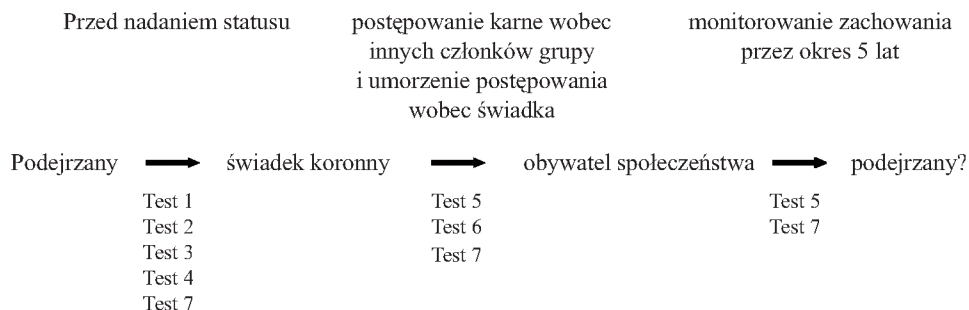 Przed nadaniem statusu
postępowanie karne wobec
innych członków grupy
i umorzenie postępowania
wobec świadka
monitorowanie zachowania
przez okres 5 lat
Podejrzany
świadek koronny
obywatel społeczeństwa
podejrzany?
Test 1
Test 2
Test 3
Test 4
Test 7
Test 5
Test 6
Test 7
Test 5
Test 7